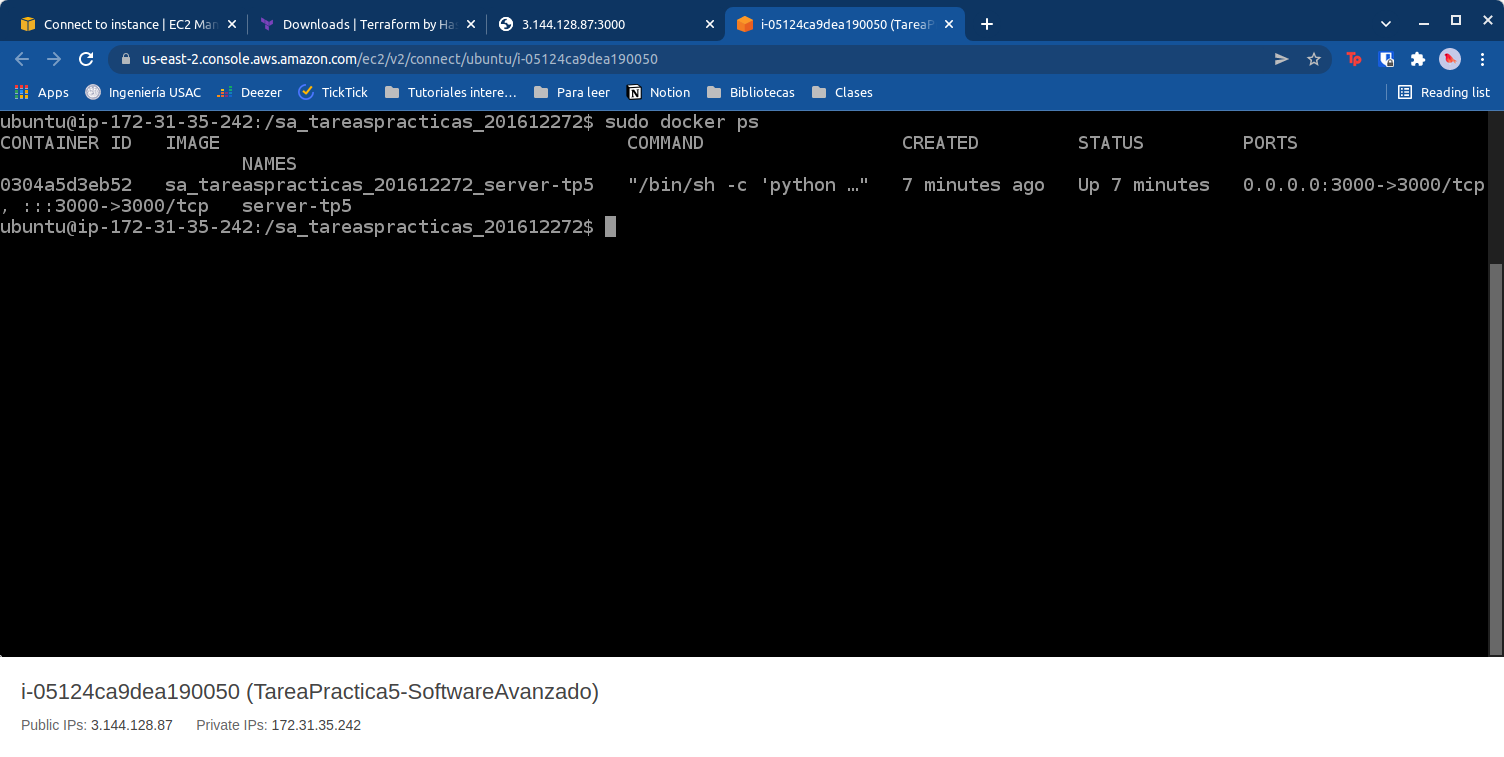 Connect to instance | EC2 Man
Downloads | Terraform by Ha
3.144.128.87:3000
i-05124ca9dea190050 (TareaP
us-east-2.console.aws.amazon.com/ec2/v2/connect/ubuntu/i-05124ca9dea190050
Tp
Apps
Ingeniería USAC
Deezer
TickTick
Tutoriales intere...
Para leer
Notion
Bibliotecas
Clases
Reading list
ubuntu@ip-172-31-35-242:/sa_tareaspracticas_201612272$ sudo docker ps
CONTAINER ID   IMAGE                                     COMMAND                  CREATED         STATUS         PORTS
                      NAMES
0304a5d3eb52   sa_tareaspracticas_201612272_server-tp5   "/bin/sh -c 'python …"   7 minutes ago   Up 7 minutes   0.0.0.0:3000->3000/tcp
, :::3000->3000/tcp   server-tp5
ubuntu@ip-172-31-35-242:/sa_tareaspracticas_201612272$
i-05124ca9dea190050 (TareaPractica5-SoftwareAvanzado)
Public IPs: 3.144.128.87   Private IPs: 172.31.35.242